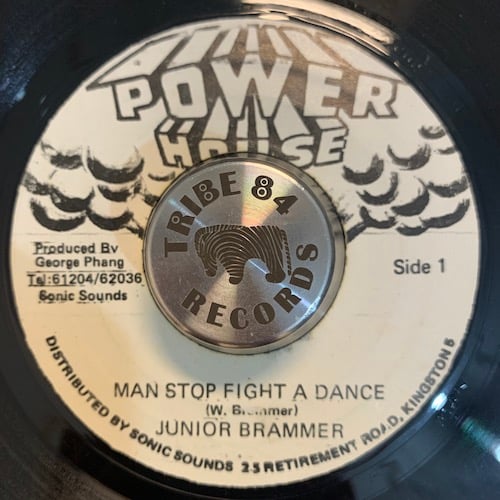 POWER
HOUSE
TRIBE 84
RECORDS
Produced By
George Phang
Tel:61204/62036
Sonic Sounds
Side 1
MAN STOP FIGHT A DANCE
(W. Brammer)
JUNIOR BRAMMER
DISTRIBUTED BY SONIC SOUNDS 25 RETIREMENT ROAD, KINGSTON 5